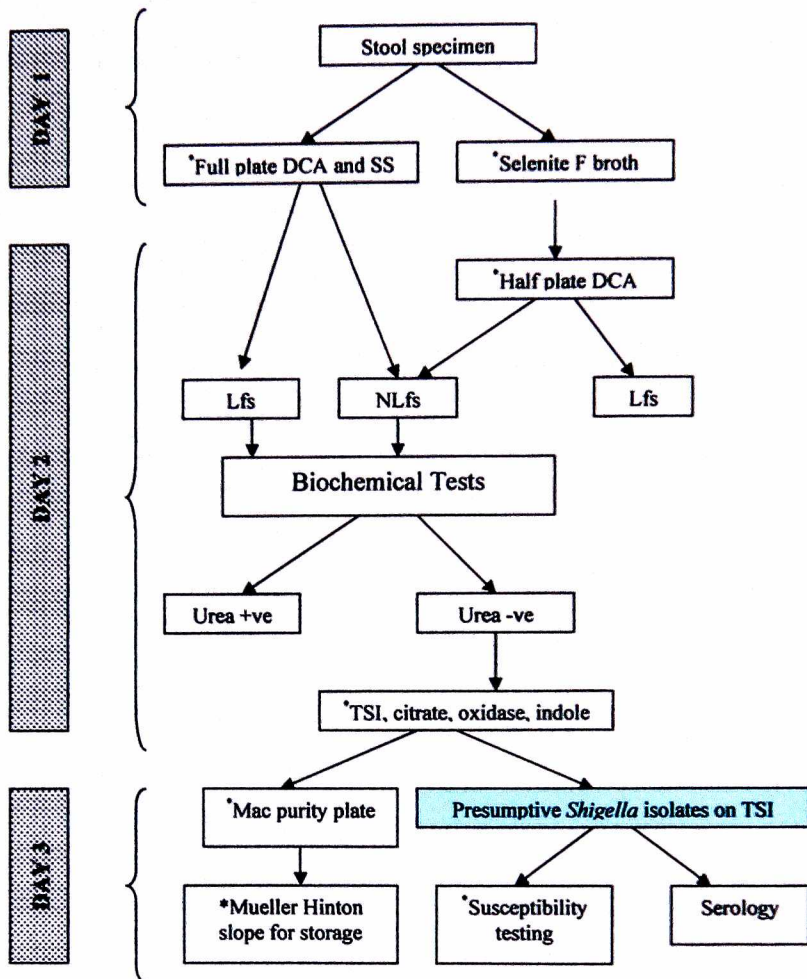 DAY 1
Stool specimen
*Full plate DCA and SS
*Selenite F broth
DAY 2
*Half plate DCA
Lfs
NLfs
Lfs
Biochemical Tests
Urea +ve
Urea -ve
*TSI, citrate, oxidase, indole
DAY 3
*Mac purity plate
Presumptive Shigella isolates on TSI
*Mueller Hinton
slope for storage
*Susceptibility
testing
Serology